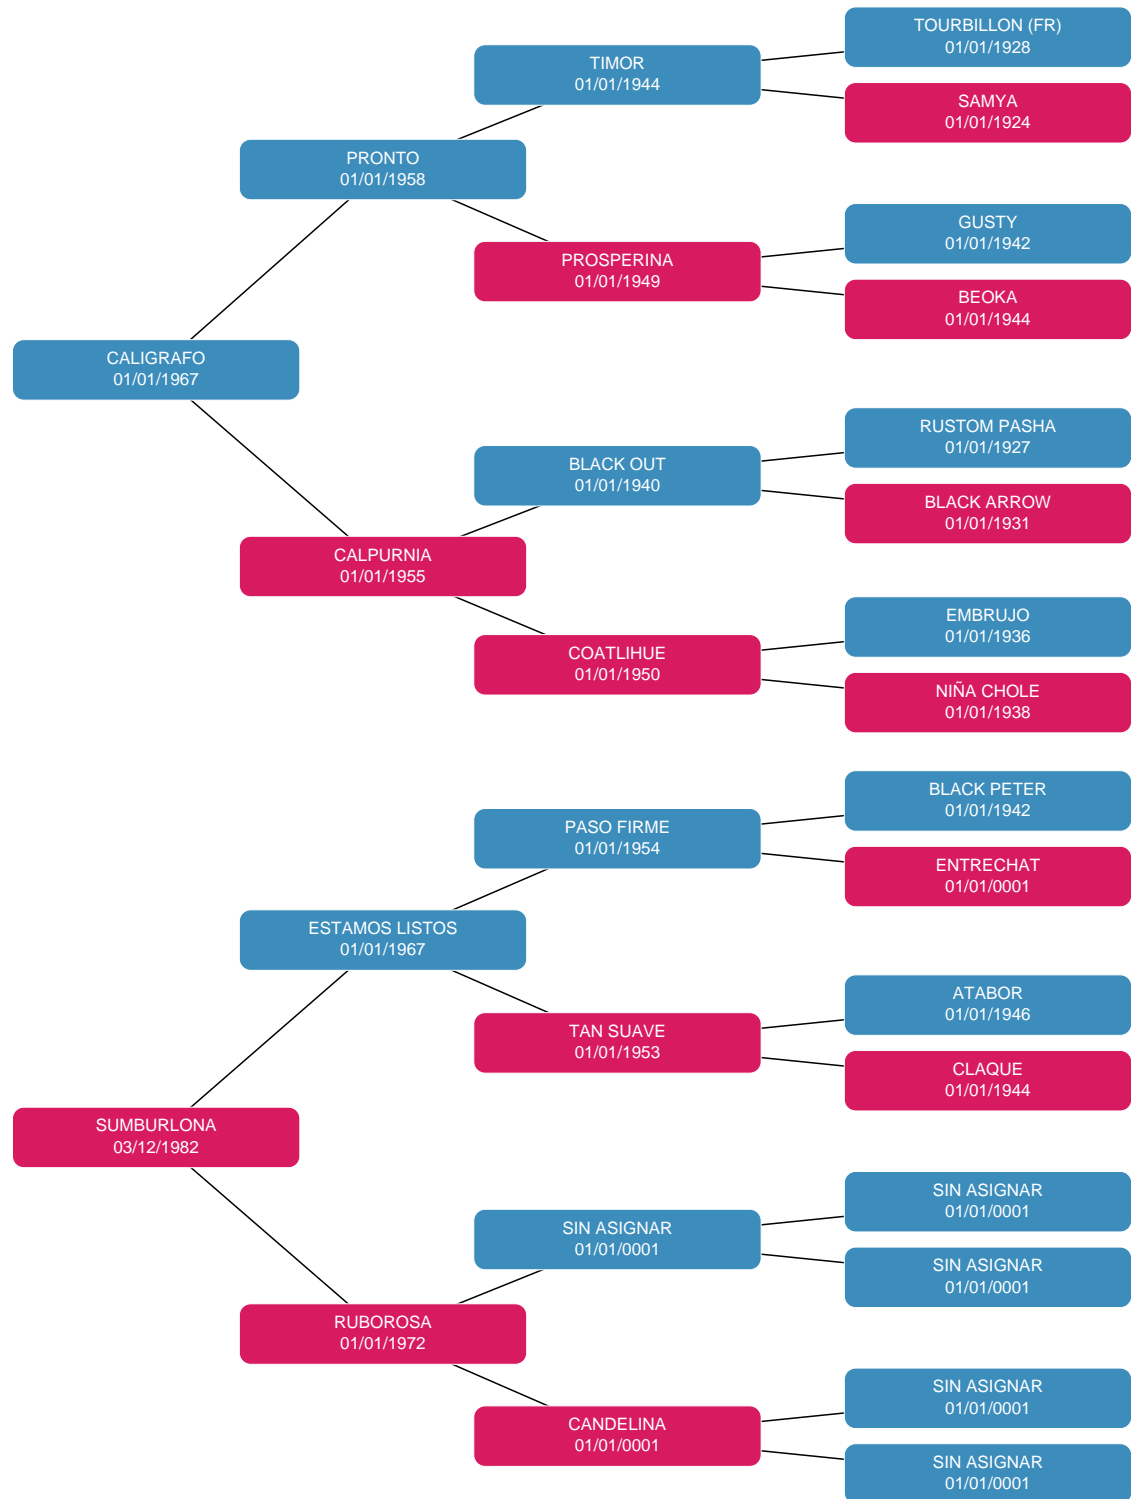 TOURBILLON (FR)
01/01/1928
TIMOR
01/01/1944
SAMYA
01/01/1924
PRONTO
01/01/1958
GUSTY
01/01/1942
PROSPERINA
01/01/1949
BEOKA
01/01/1944
CALIGRAFO
01/01/1967
RUSTOM PASHA
01/01/1927
BLACK OUT
01/01/1940
BLACK ARROW
01/01/1931
CALPURNIA
01/01/1955
EMBRUJO
01/01/1936
COATLIHUE
01/01/1950
NIÑA CHOLE
01/01/1938
BLACK PETER
01/01/1942
PASO FIRME
01/01/1954
ENTRECHAT
01/01/0001
ESTAMOS LISTOS
01/01/1967
ATABOR
01/01/1946
TAN SUAVE
01/01/1953
CLAQUE
01/01/1944
SUMBURLONA
03/12/1982
SIN ASIGNAR
01/01/0001
SIN ASIGNAR
01/01/0001
SIN ASIGNAR
01/01/0001
RUBOROSA
01/01/1972
SIN ASIGNAR
01/01/0001
CANDELINA
01/01/0001
SIN ASIGNAR
01/01/0001